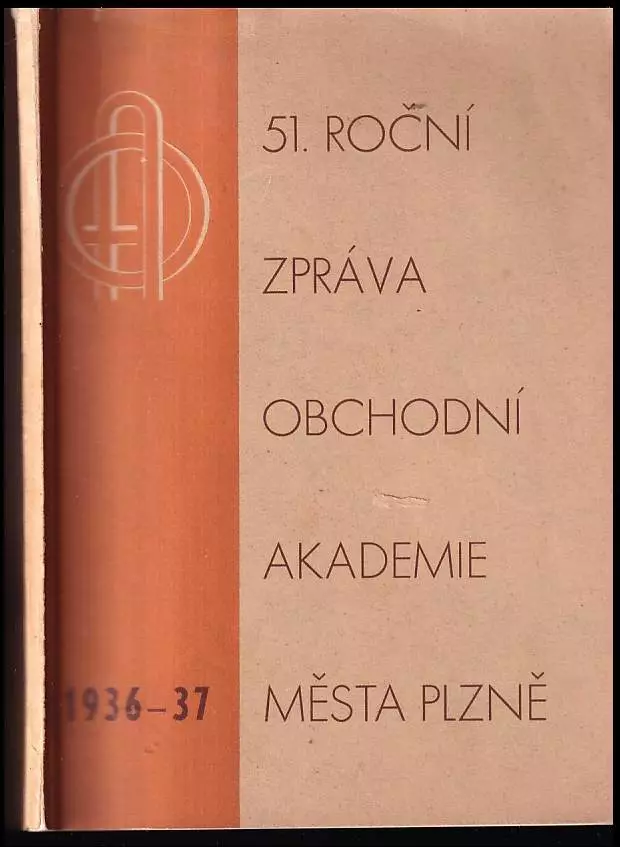 51. ROČNÍ
ZPRÁVA
OBCHODNÍ
AKADEMIE
1936-37
MĚSTA PLZNĚ